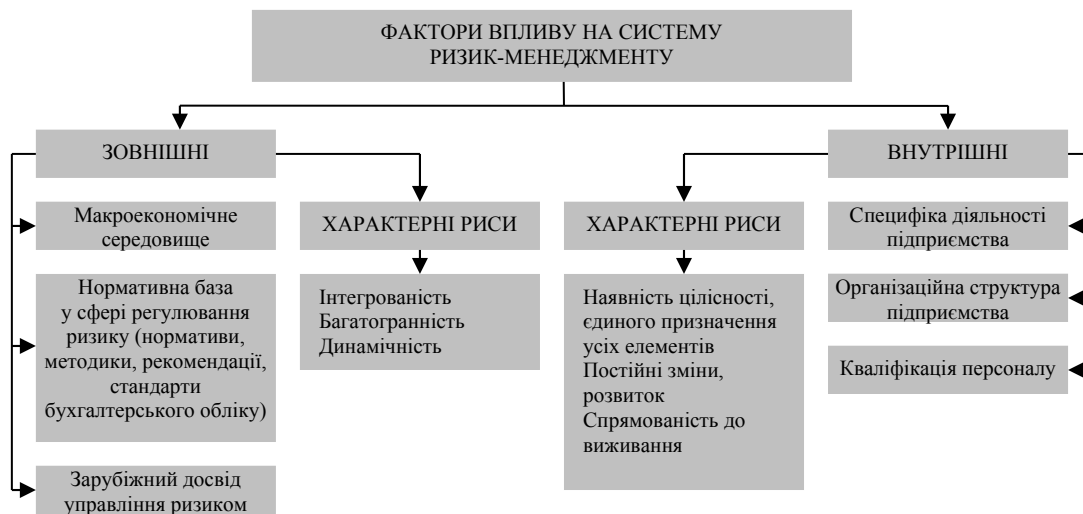 ФАКТОРИ ВПЛИВУ НА СИСТЕМУ
РИЗИК-МЕНЕДЖМЕНТУ
ЗОВНІШНІ
Макроекономічне
середовище
Нормативна база
у сфері регулювання
ризику (нормативи,
методики, рекомендації,
стандарти
бухгалтерського обліку)
Зарубіжний досвід
управління ризиком
ХАРАКТЕРНІ РИСИ
Інтегрованість
Багатогранність
Динамічність
ВНУТРІШНІ
ХАРАКТЕРНІ РИСИ
Наявність цілісності,
єдиного призначення
усіх елементів
Постійні зміни,
розвиток
Спрямованість до
виживання
Специфіка діяльності
підприємства
Організаційна структура
підприємства
Кваліфікація персоналу